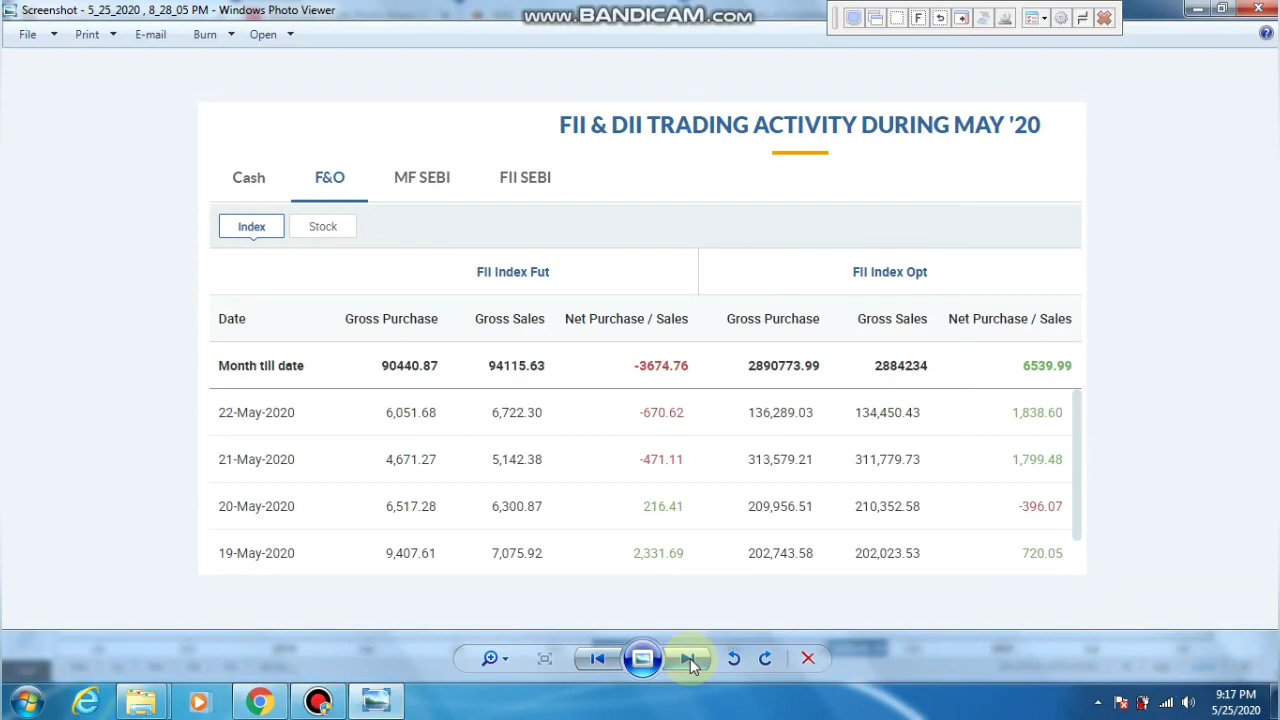 Screenshot - 5_25_2020 , 8_28_05 PM - Windows Photo Viewer
www.BANDICAM.com
File Print E-mail Burn Open
FII & DII TRADING ACTIVITY DURING MAY '20
Cash F&O MF SEBI FII SEBI
Index Stock
FII Index Fut FII Index Opt
Date Gross Purchase Gross Sales Net Purchase / Sales Gross Purchase Gross Sales Net Purchase / Sales
Month till date 90440.87 94115.63 -3674.76 2890773.99 2884234 6539.99
22-May-2020 6,051.68 6,722.30 -670.62 136,289.03 134,450.43 1,838.60
21-May-2020 4,671.27 5,142.38 -471.11 313,579.21 311,779.73 1,799.48
20-May-2020 6,517.28 6,300.87 216.41 209,956.51 210,352.58 -396.07
19-May-2020 9,407.61 7,075.92 2,331.69 202,743.58 202,023.53 720.05
9:17 PM
5/25/2020